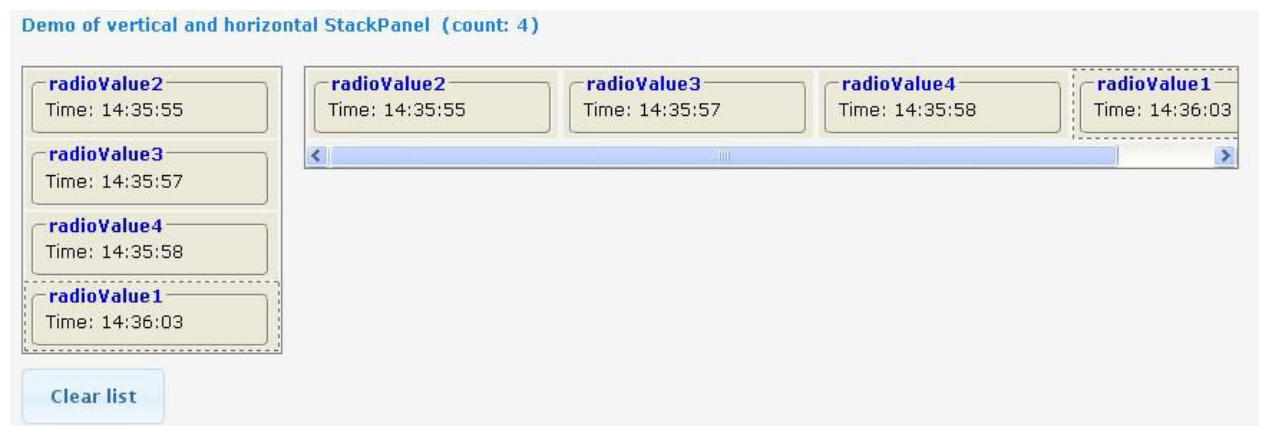 Demo of vertical and horizontal StackPanel (count: 4)
radioValue2
Time: 14:35:55
radioValue3
Time: 14:35:57
radioValue4
Time: 14:35:58
radioValue1
Time: 14:36:03
radioValue2
Time: 14:35:55
radioValue3
Time: 14:35:57
radioValue4
Time: 14:35:58
radioValue1
Time: 14:36:03
Clear list